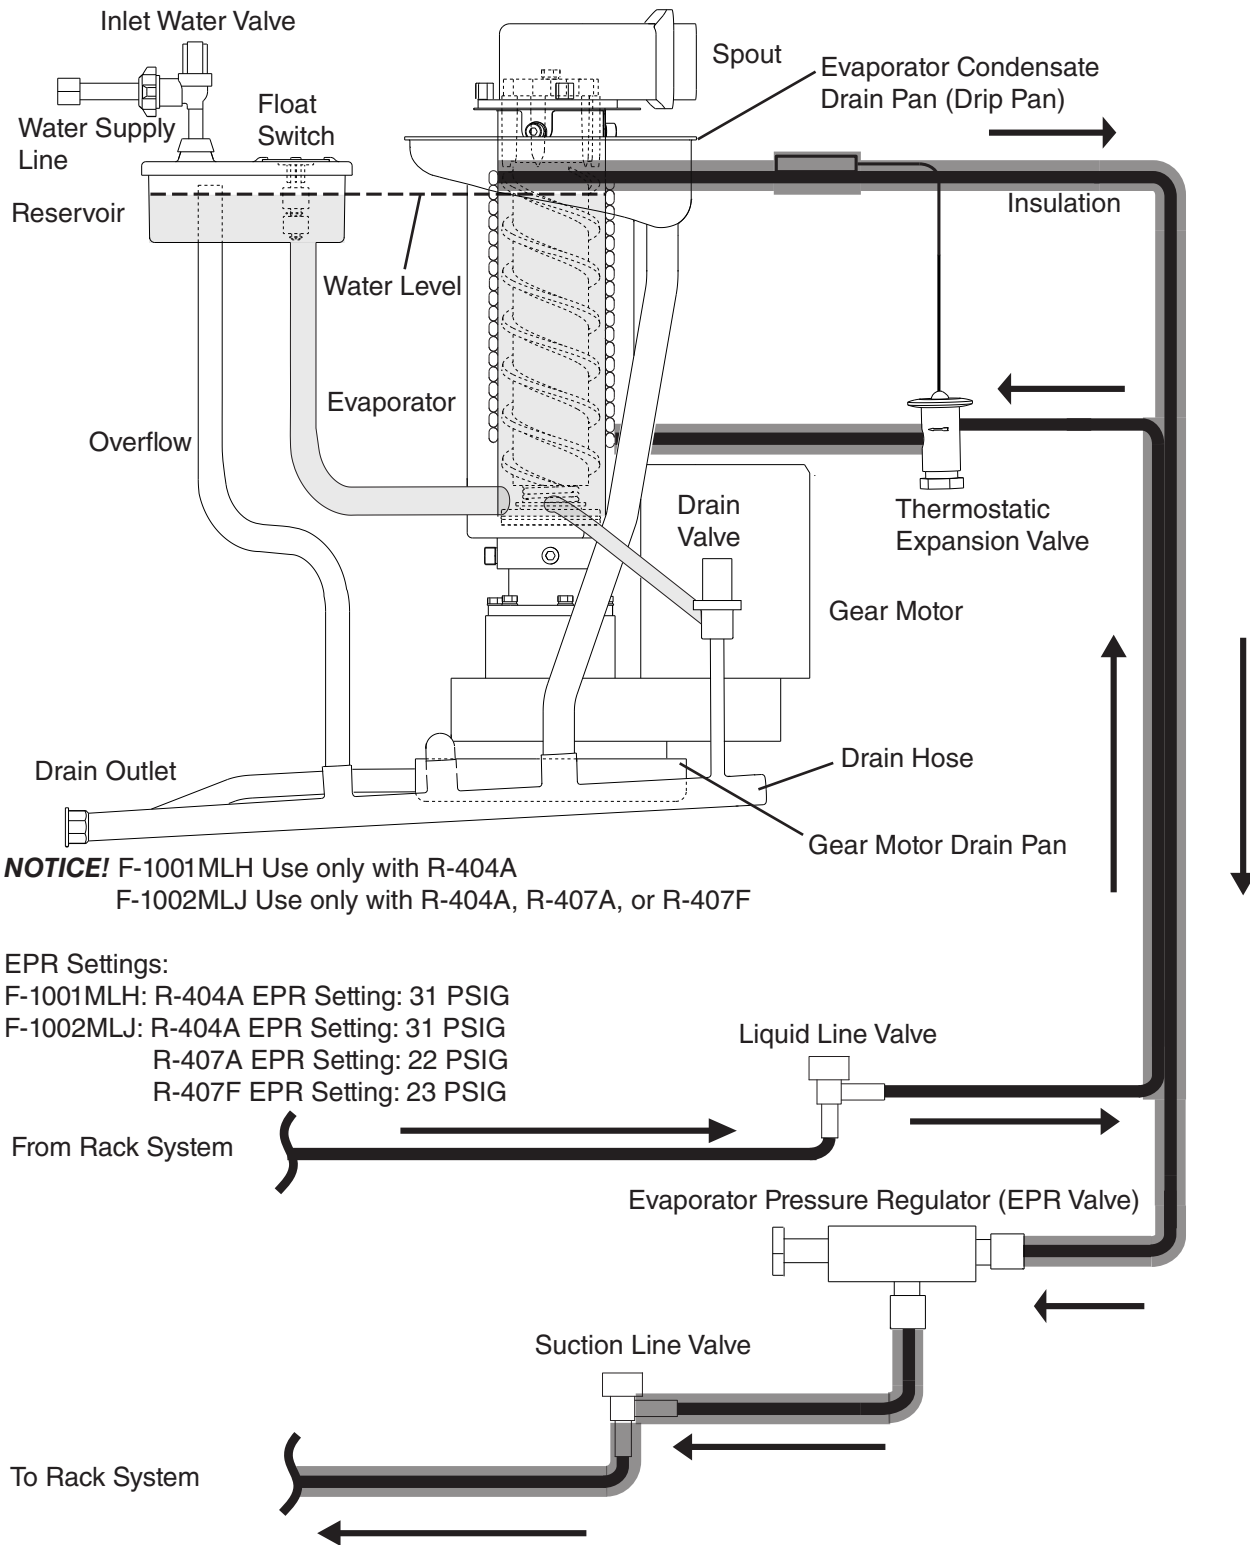 Inlet Water Valve
Spout
Evaporator Condensate
Drain Pan (Drip Pan)
Float
Switch
Water Supply
Line
Reservoir
Insulation
Water Level
Evaporator
Overflow
Drain
Valve
Thermostatic
Expansion Valve
Gear Motor
Drain Outlet
Drain Hose
Gear Motor Drain Pan
NOTICE! F-1001MLH Use only with R-404A
F-1002MLJ Use only with R-404A, R-407A, or R-407F
EPR Settings:
F-1001MLH: R-404A EPR Setting: 31 PSIG
F-1002MLJ: R-404A EPR Setting: 31 PSIG
R-407A EPR Setting: 22 PSIG
R-407F EPR Setting: 23 PSIG
Liquid Line Valve
From Rack System
Evaporator Pressure Regulator (EPR Valve)
Suction Line Valve
To Rack System